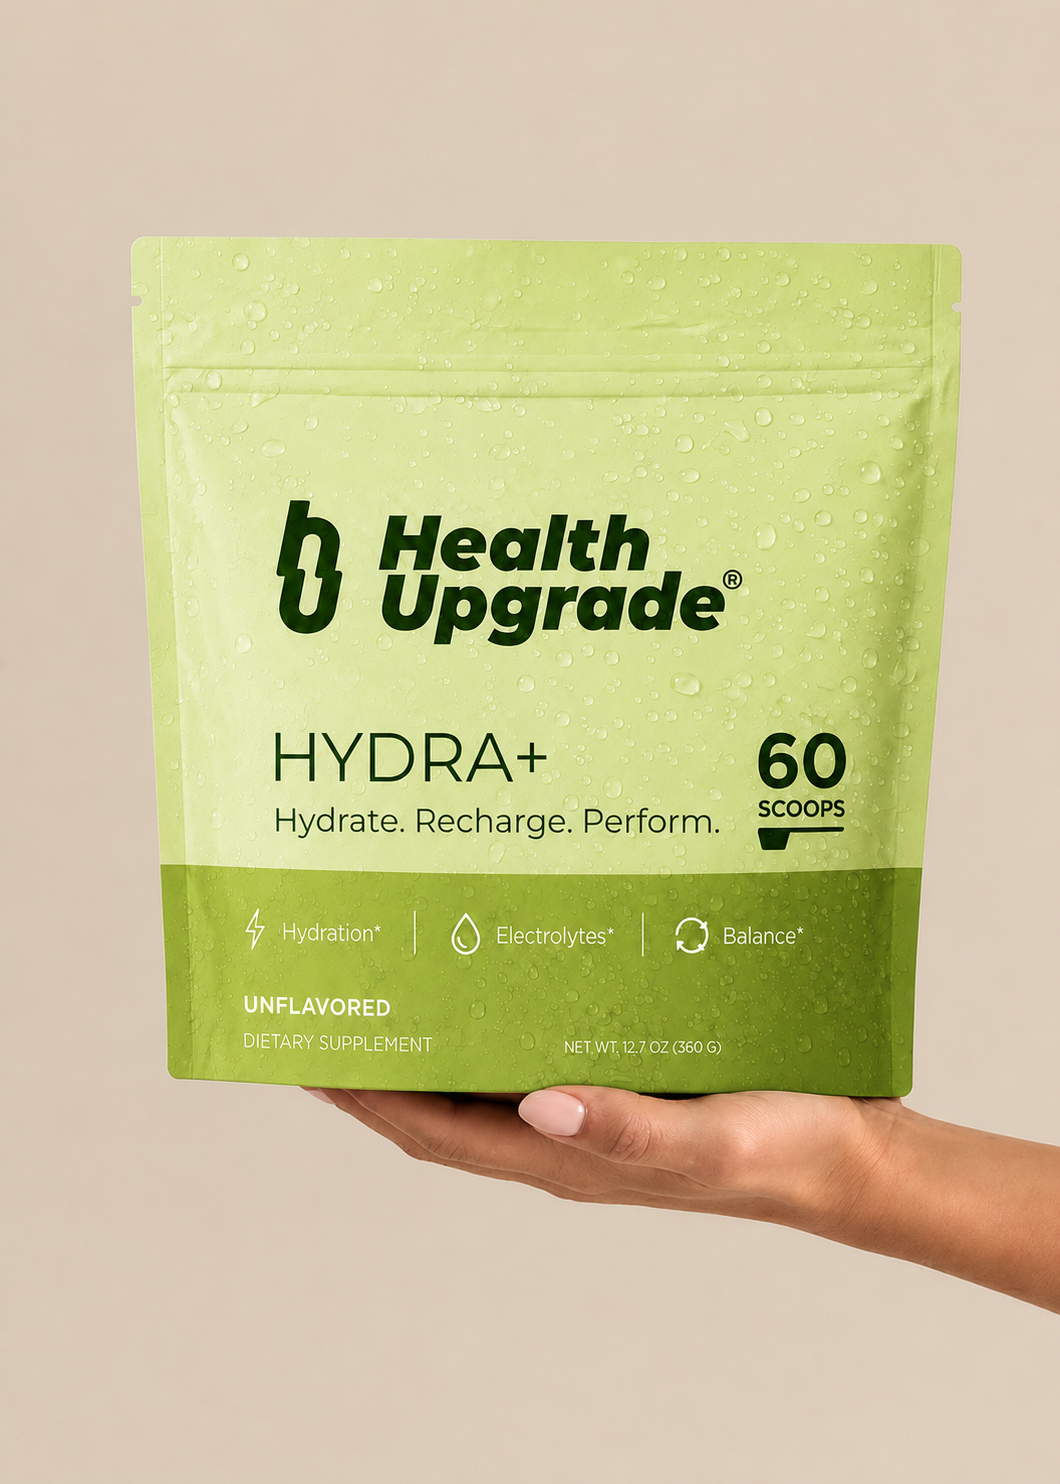 Health
Upgrade®
HYDRA+
Hydrate. Recharge. Perform.
60
SCOOPS
Hydration*
Electrolytes*
Balance*
UNFLAVORED
DIETARY SUPPLEMENT
NET WT. 12.7 OZ (360 G)